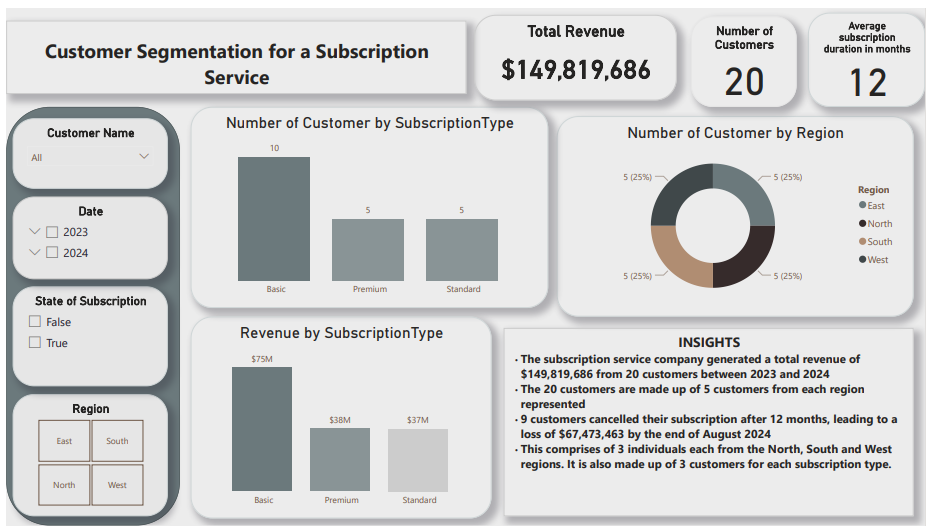 Customer Segmentation for a Subscription
Service
Total Revenue
$149,819,686
Number of
Customers
20
Average
subscription
duration in months
12
Customer Name
All
Date
2023
2024
State of Subscription
False
True
Region
East
South
North
West
Number of Customer by SubscriptionType
10
5
5
Basic
Premium
Standard
Number of Customer by Region
5 (25%)
5 (25%)
5 (25%)
5 (25%)
Region
East
North
South
West
Revenue by SubscriptionType
$75M
$38M
$37M
Basic
Premium
Standard
INSIGHTS
· The subscription service company generated a total revenue of
$149,819,686 from 20 customers between 2023 and 2024
· The 20 customers are made up of 5 customers from each region
represented
· 9 customers cancelled their subscription after 12 months, leading to a
loss of $67,473,463 by the end of August 2024
· This comprises of 3 individuals each from the North, South and West
regions. It is also made up of 3 customers for each subscription type.